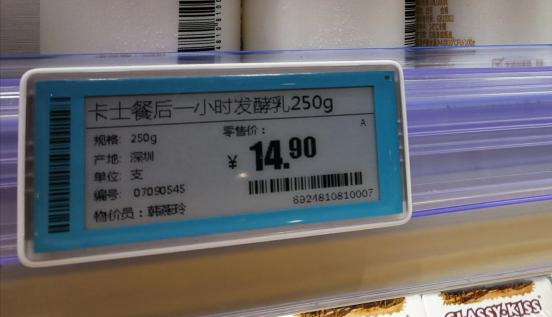 卡士餐后一小时发酵乳250g
规格: 250g
零售价:
A
产地: 深圳
¥ 14.90
单位: 支
编号: 07090545
6924810810007
物价员:
CLASSY·KISS